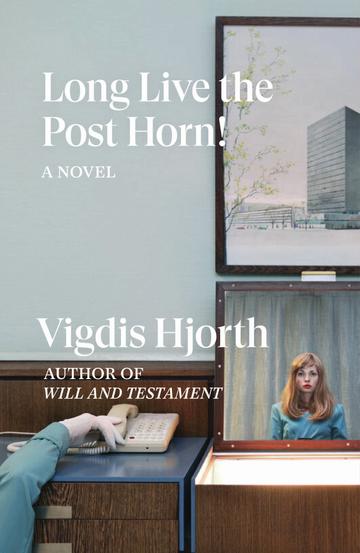 Long Live the
Post Horn!
A NOVEL
Vigdis Hjorth
AUTHOR OF
WILL AND TESTAMENT